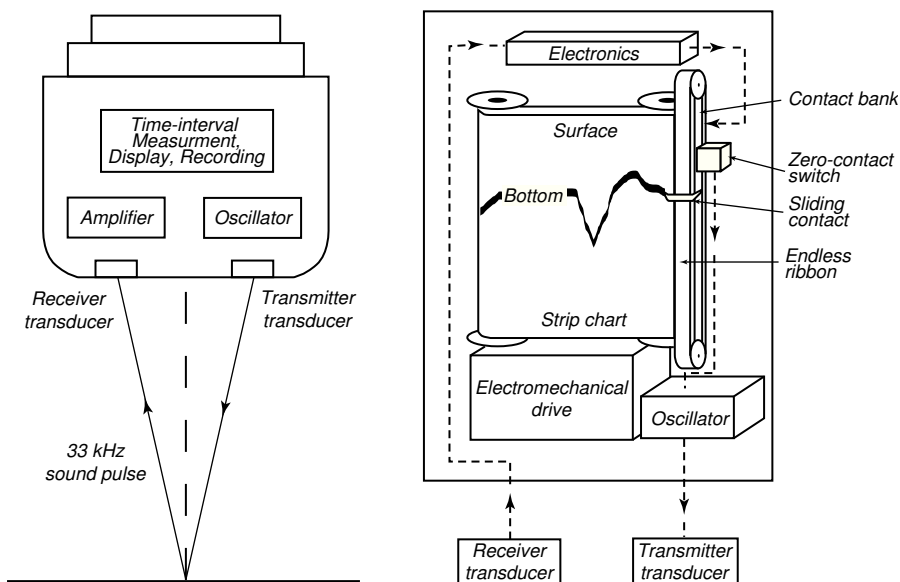 Time-interval
Measurment,
Display, Recording
Amplifier
Oscillator
Receiver
transducer
Transmitter
transducer
33 kHz
sound pulse
Electronics
Contact bank
Surface
Zero-contact
switch
Bottom
Sliding
contact
Endless
ribbon
Strip chart
Electromechanical
drive
Oscillator
Receiver
transducer
Transmitter
transducer